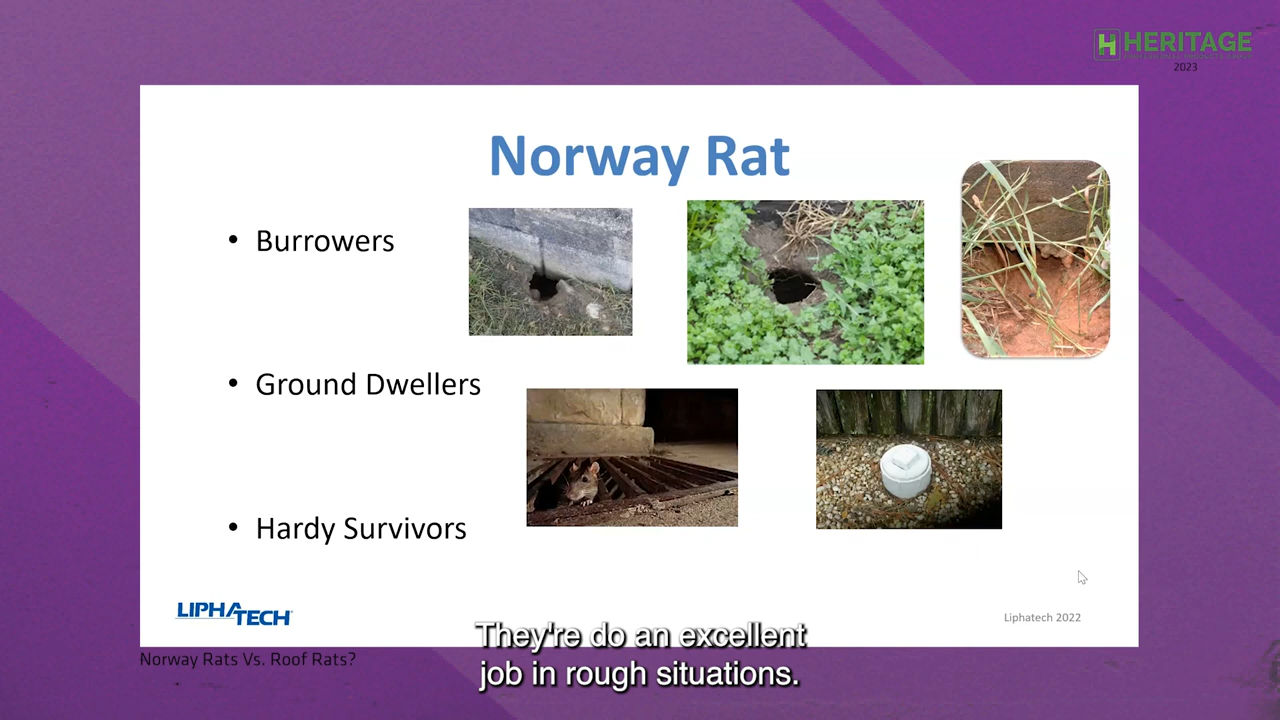 HERITAGE
2023
Norway Rat
• Burrowers
• Ground Dwellers
• Hardy Survivors
LIPHATECH
Liphatech 2022
Norway Rats Vs. Roof Rats?
They're do an excellent
job in rough situations.